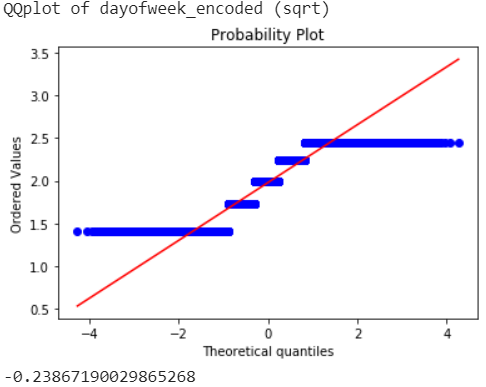 QQplot of dayofweek_encoded (sqrt)
Probability Plot
3.5
3.0
2.5
2.0
1.5
1.0
0.5
Ordered Values
−4 −2 0 2 4
Theoretical quantiles
-0.23867190029865268